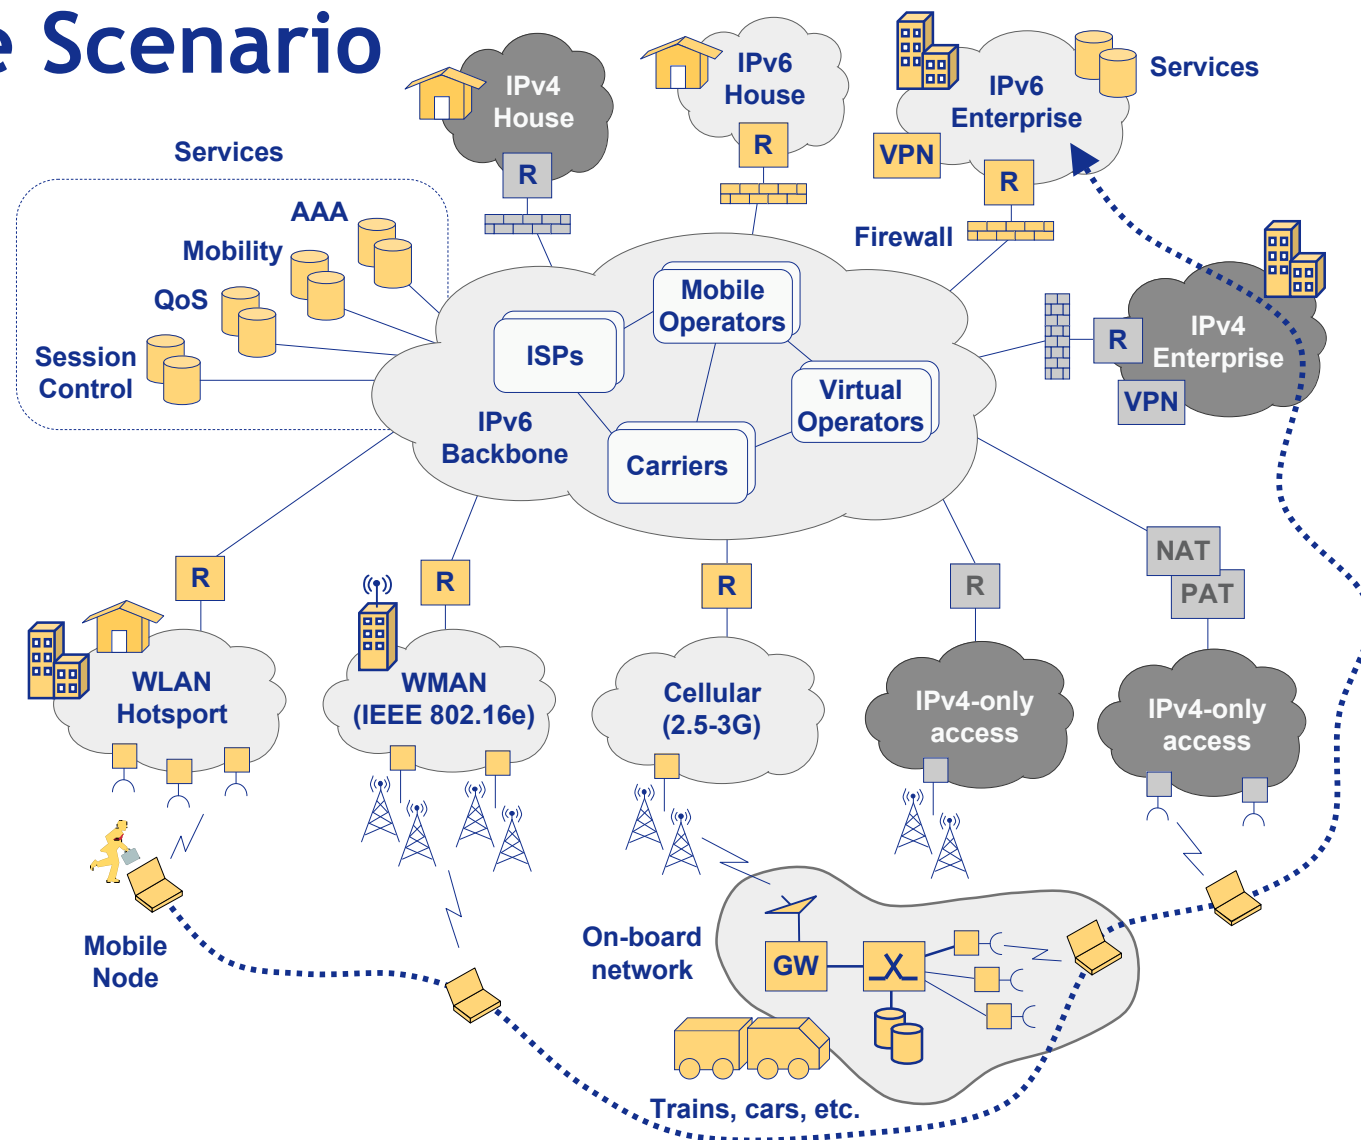 e Scenario
IPv4
House
R
IPv6
House
R
IPv6
Enterprise
Services
VPN
R
Firewall
Services
AAA
Mobility
QoS
Session
Control
Mobile
Operators
ISPs
Virtual
Operators
IPv6
Backbone
Carriers
R
IPv4
Enterprise
VPN
R
R
R
R
NAT
PAT
WLAN
Hotsport
WMAN
(IEEE 802.16e)
Cellular
(2.5-3G)
IPv4-only
access
IPv4-only
access
Mobile
Node
On-board
network
GW
X
Trains, cars, etc.